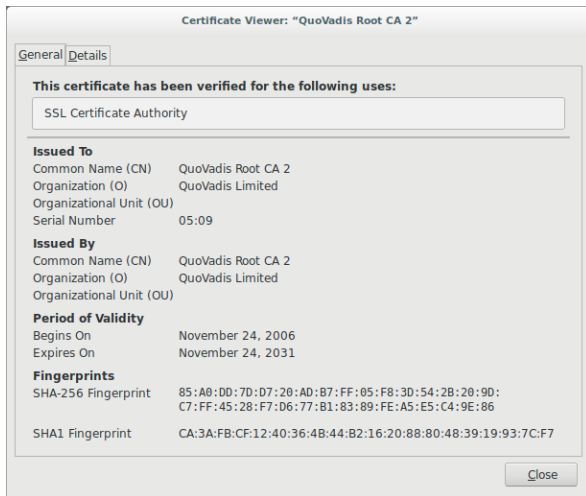 Certificate Viewer: “QuoVadis Root CA 2”
General Details
This certificate has been verified for the following uses:
SSL Certificate Authority
Issued To
Common Name (CN) QuoVadis Root CA 2
Organization (O) QuoVadis Limited
Organizational Unit (OU)
Serial Number 05:09
Issued By
Common Name (CN) QuoVadis Root CA 2
Organization (O) QuoVadis Limited
Organizational Unit (OU)
Period of Validity
Begins On November 24, 2006
Expires On November 24, 2031
Fingerprints
SHA-256 Fingerprint 85:A0:DD:7D:D7:20:AD:B7:FF:05:F8:3D:54:2B:20:9D:
C7:FF:45:28:F7:D6:77:B1:83:89:FE:A5:E5:C4:9E:86
SHA1 Fingerprint CA:3A:FB:CF:12:40:36:4B:44:B2:16:20:88:80:48:39:19:93:7C:F7
Close